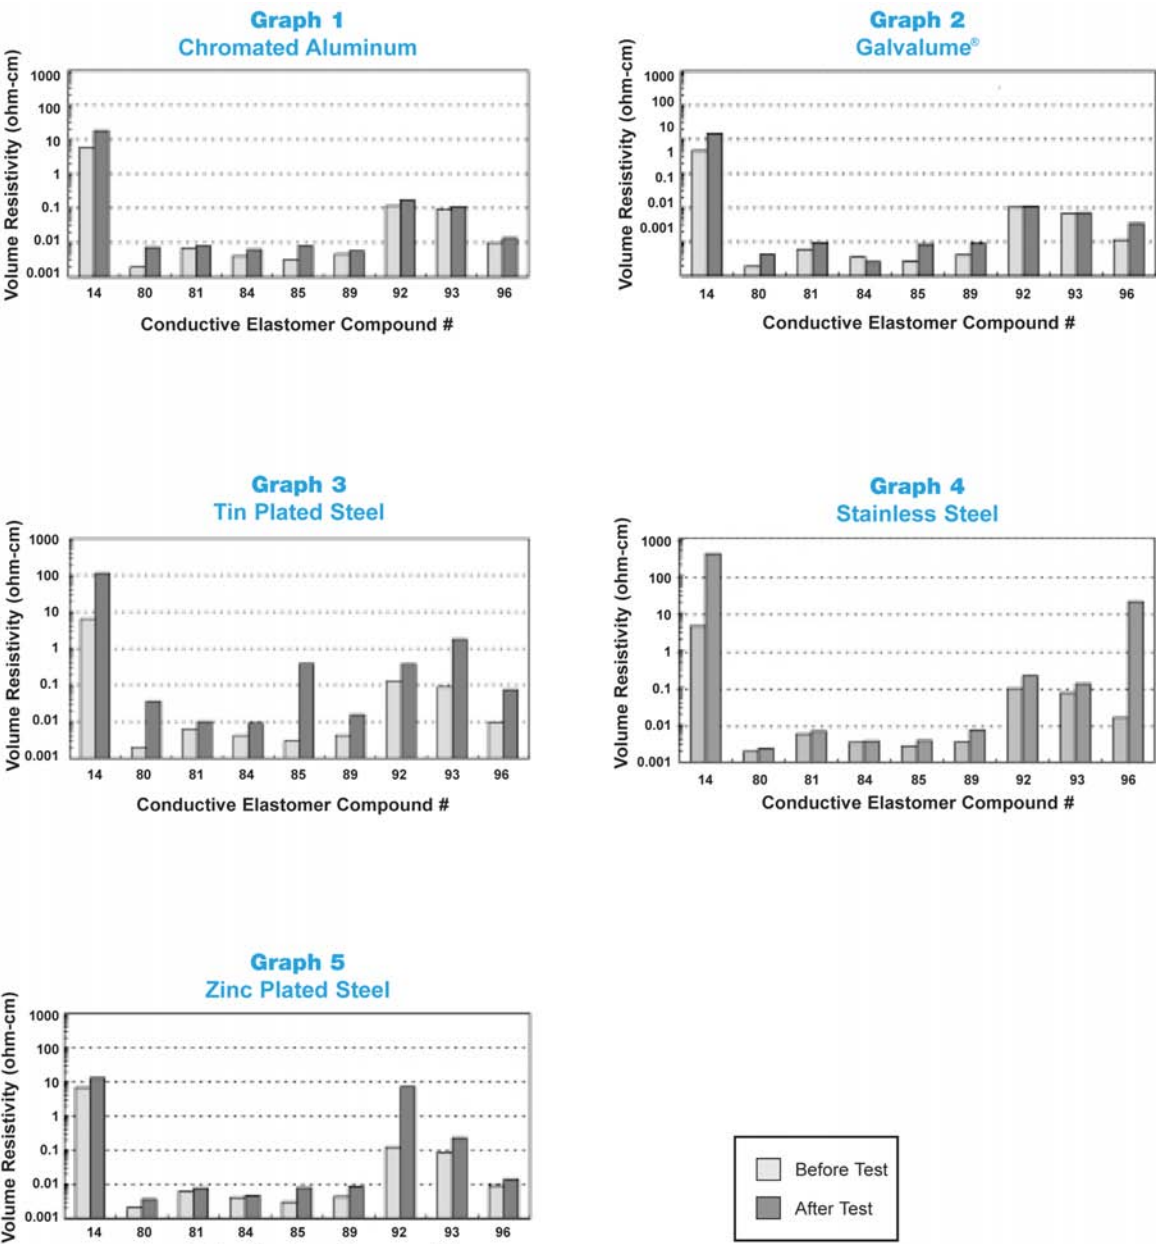 Graph 1
Chromated Aluminum
Volume Resistivity (ohm-cm)
1000
100
10
1
0.1
0.01
0.001
14 80 81 84 85 89 92 93 96
Conductive Elastomer Compound #
Graph 2
Galvalume®
Volume Resistivity (ohm-cm)
1000
100
10
1
0.1
0.01
0.001
14 80 81 84 85 89 92 93 96
Conductive Elastomer Compound #
Graph 3
Tin Plated Steel
Volume Resistivity (ohm-cm)
1000
100
10
1
0.1
0.01
0.001
14 80 81 84 85 89 92 93 96
Conductive Elastomer Compound #
Graph 4
Stainless Steel
Volume Resistivity (ohm-cm)
1000
100
10
1
0.1
0.01
0.001
14 80 81 84 85 89 92 93 96
Conductive Elastomer Compound #
Graph 5
Zinc Plated Steel
Volume Resistivity (ohm-cm)
1000
100
10
1
0.1
0.01
0.001
14 80 81 84 85 89 92 93 96
Before Test
After Test